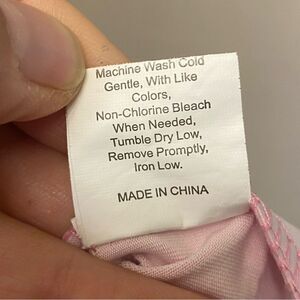 Machine Wash Cold
Gentle, With Like
Colors,
Non-Chlorine Bleach
When Needed,
Tumble Dry Low,
Remove Promptly,
Iron Low.
MADE IN CHINA